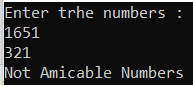 Enter trhe numbers :
1651
321
Not Amicable Numbers